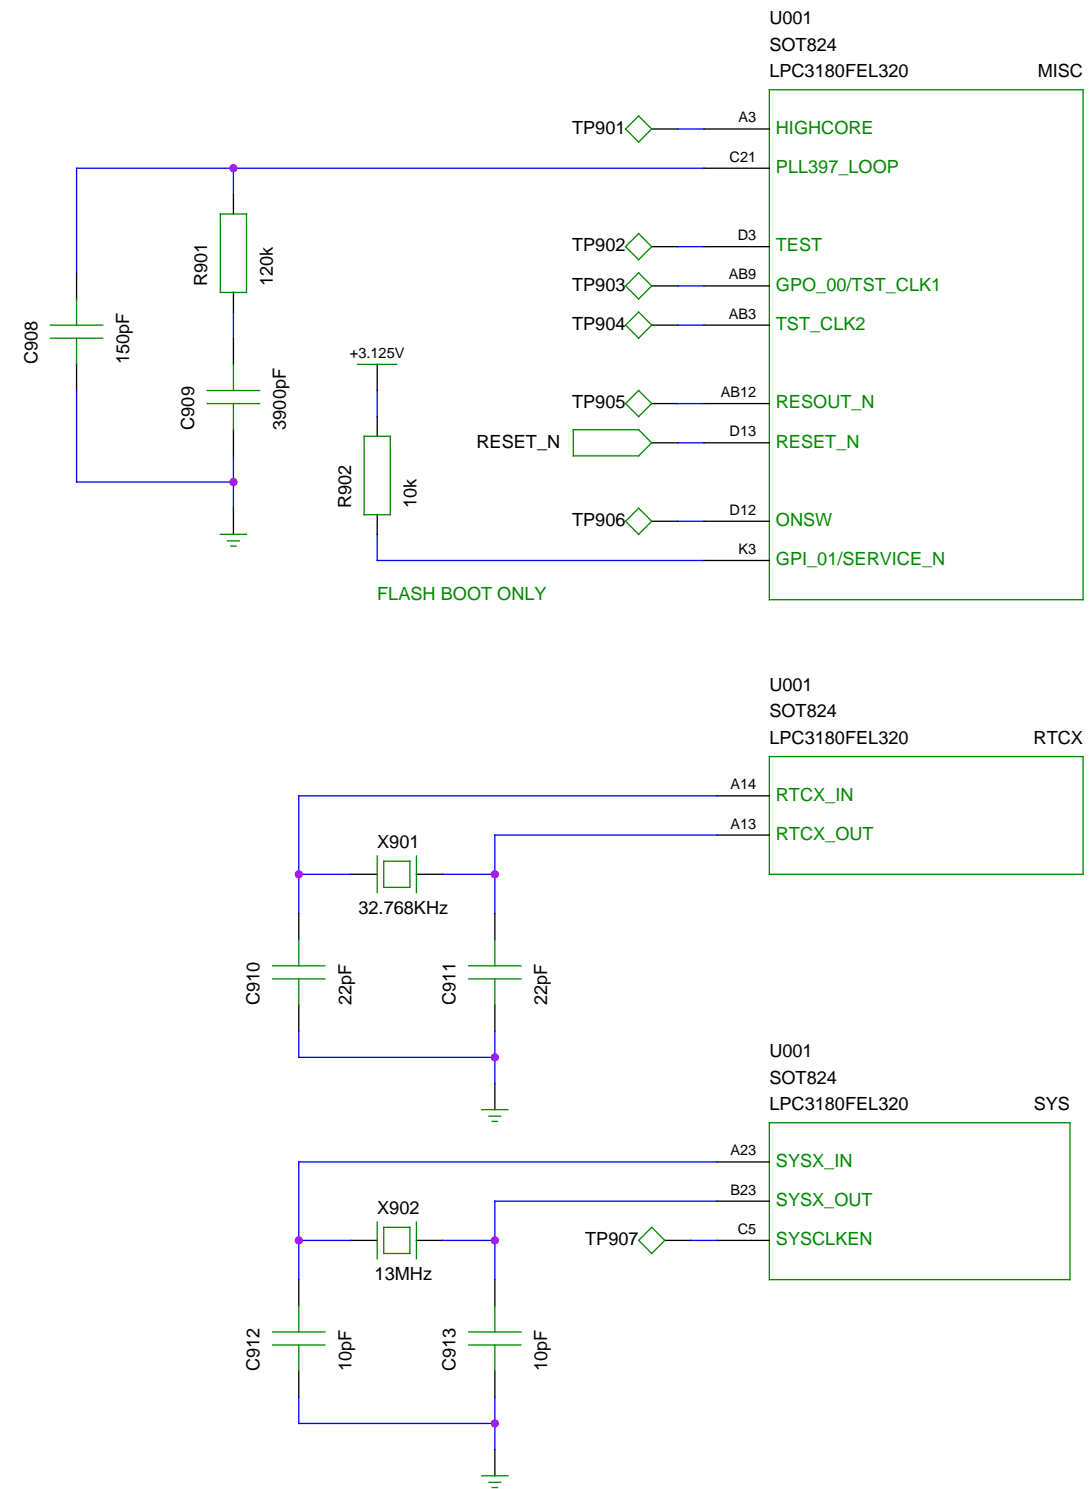 U001
SOT824
LPC3180FEL320 MISC
TP901 A3 HIGHCORE
C21 PLL397_LOOP
R901 120k
TP902 D3 TEST
TP903 AB9 GPO_00/TST_CLK1
TP904 AB3 TST_CLK2
C908 150pF
+3.125V
C909 3900pF
TP905 AB12 RESOUT_N
RESET_N D13 RESET_N
R902 10k
TP906 D12 ONSW
K3 GPI_01/SERVICE_N
FLASH BOOT ONLY
U001
SOT824
LPC3180FEL320 RTCX
A14 RTCX_IN
A13 RTCX_OUT
X901
32.768KHz
C910 22pF C911 22pF
U001
SOT824
LPC3180FEL320 SYS
A23 SYSX_IN
B23 SYSX_OUT
X902
TP907 C5 SYSCLKEN
13MHz
C912 10pF C913 10pF